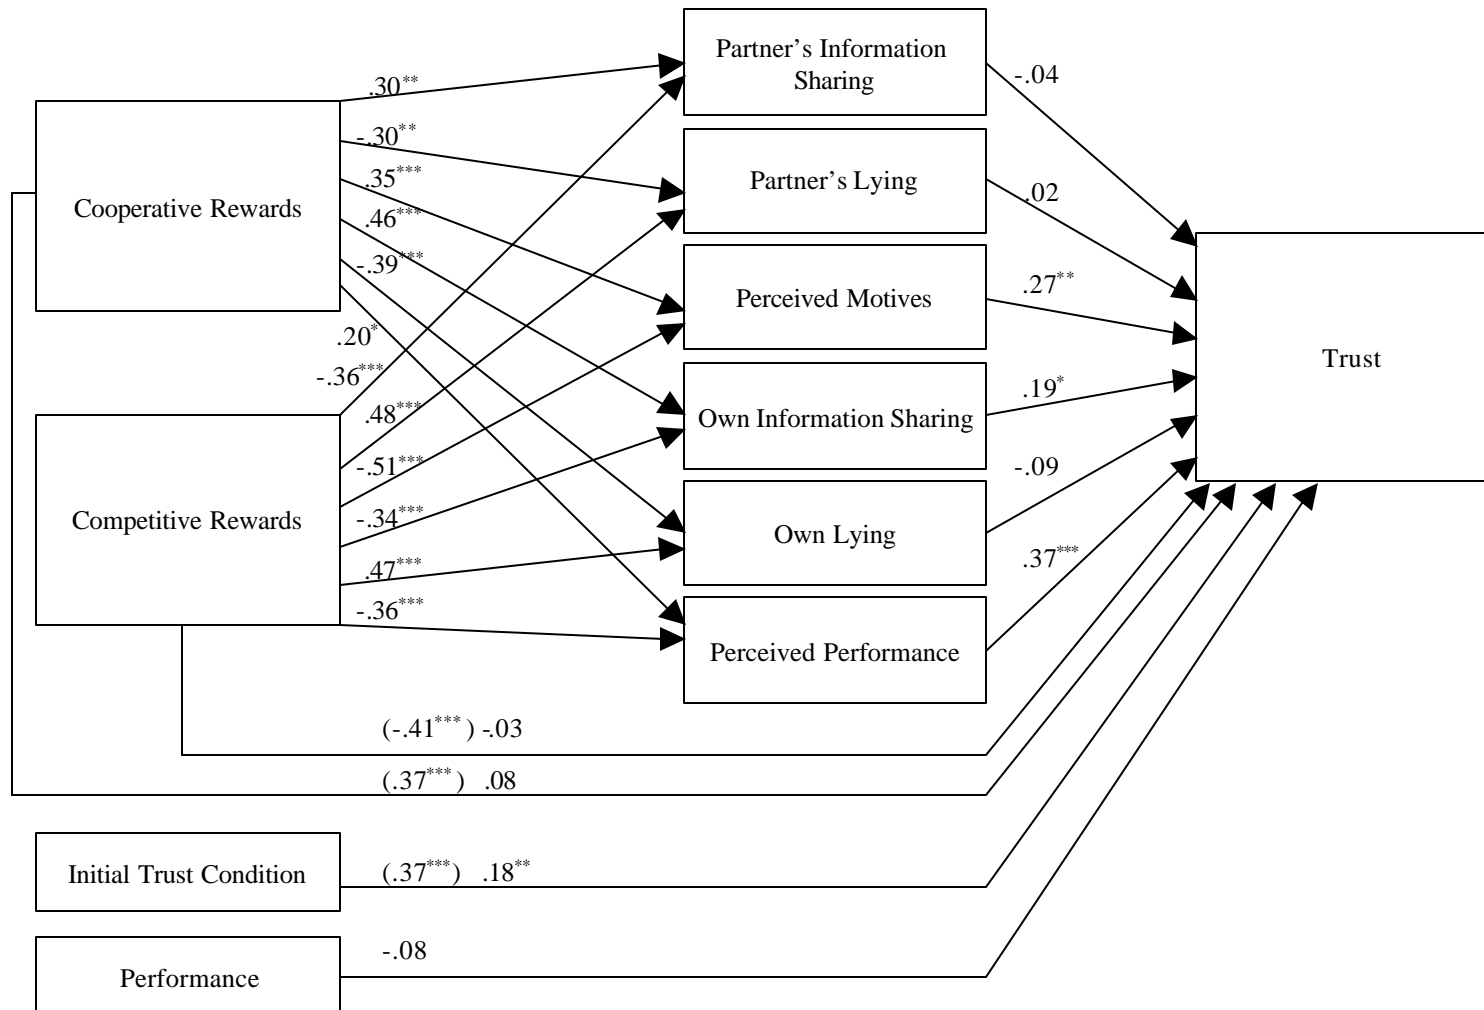 Partner's Information
Sharing
-.04
.30**
-.30**
Partner's Lying
.35***
.02
Cooperative Rewards
.46***
-.39***
Perceived Motives
.27**
.20*
Trust
-.36***
.48***
Own Information Sharing
.19*
-.51***
-.09
Competitive Rewards
-.34***
Own Lying
.37***
.47***
-.36***
Perceived Performance
(-.41***) -.03
(.37***) .08
Initial Trust Condition
(.37***) .18**
-.08
Performance